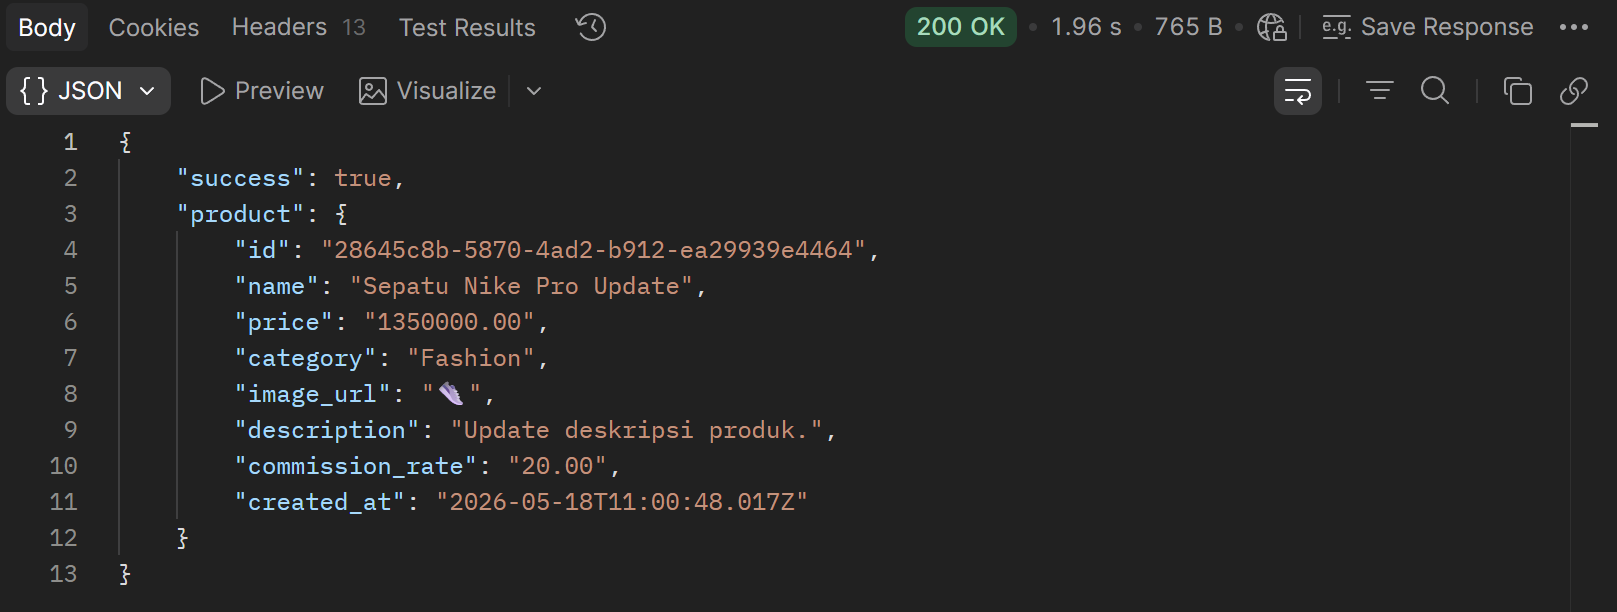 Body Cookies Headers 13 Test Results 200 OK • 1.96 s • 765 B • e.g. Save Response
{ } JSON Preview Visualize
1 {
2 "success": true,
3 "product": {
4 "id": "28645c8b-5870-4ad2-b912-ea29939e4464",
5 "name": "Sepatu Nike Pro Update",
6 "price": "1350000.00",
7 "category": "Fashion",
8 "image_url": "👟",
9 "description": "Update deskripsi produk.",
10 "commission_rate": "20.00",
11 "created_at": "2026-05-18T11:00:48.017Z"
12 }
13 }